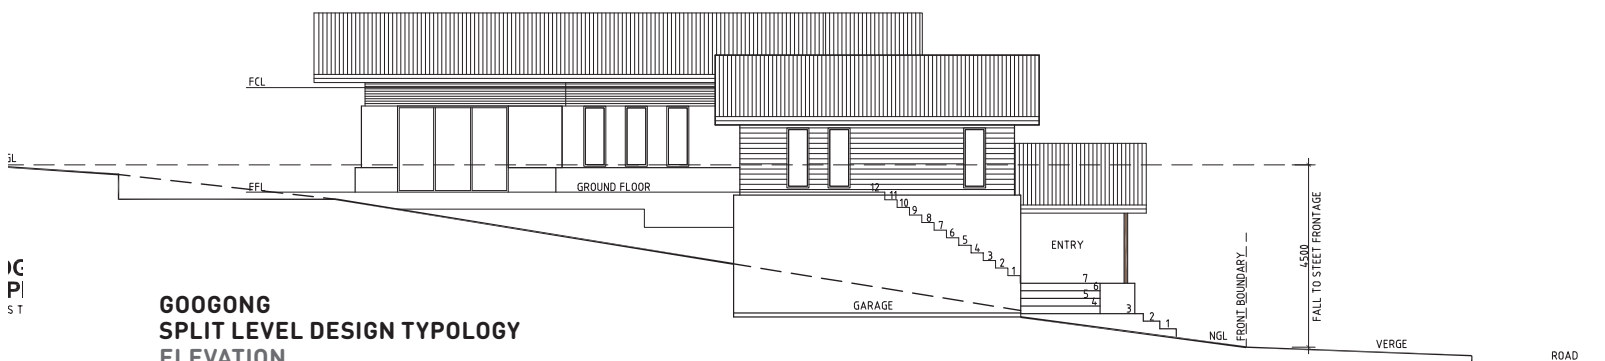 FCL
GL
GROUND FLOOR
12
11
10
9
8
7
6
5
4
3
2
1
ENTRY
7
6
5
4
3
2
1
GARAGE
4500
FALL TO STEET FRONTAGE
FRONT BOUNDARY
NGL
VERGE
ROAD
GOOGONG
SPLIT LEVEL DESIGN TYPOLOGY
ELEVATION